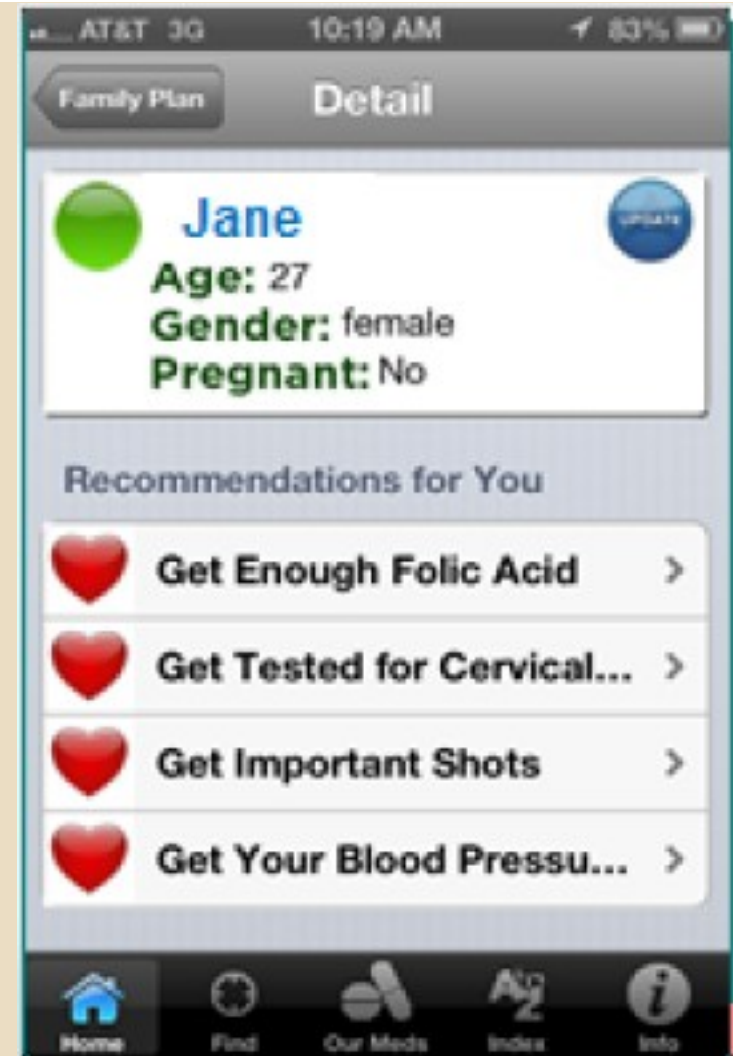 AT&T 3G 10:19 AM 83%
Family Plan Detail
Jane UPDATE
Age: 27
Gender: female
Pregnant: No
Recommendations for You
Get Enough Folic Acid
Get Tested for Cervical...
Get Important Shots
Get Your Blood Pressu...
Home Find Our Meds Index Info